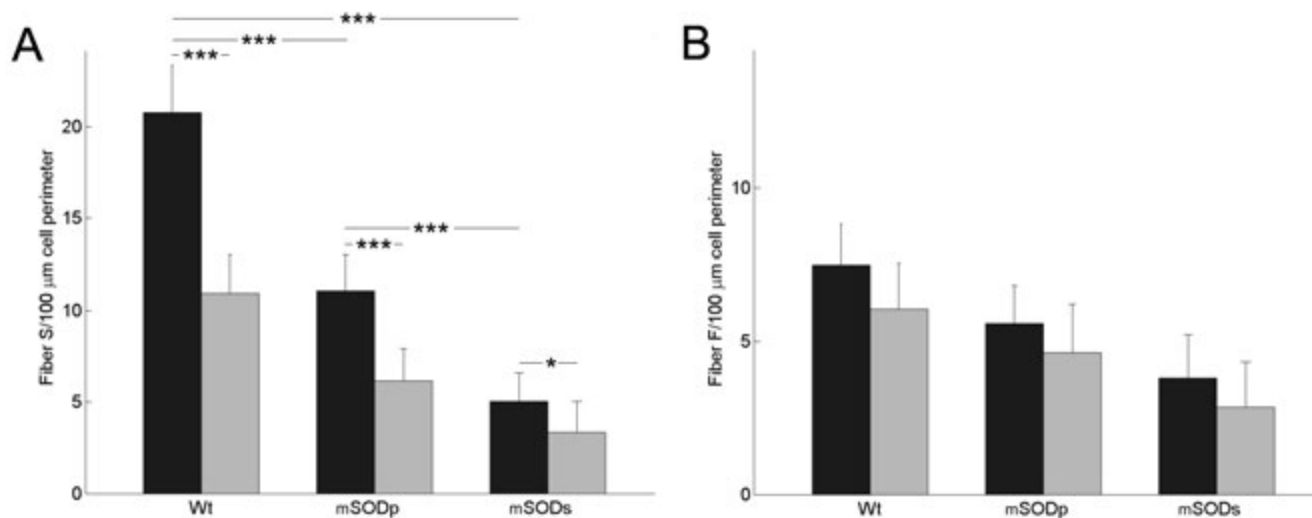 A
***
***
***
***
***
*
Fiber S/100 µm cell perimeter
20
15
10
5
0
Wt mSODp mSODs
B
Fiber F/100 µm cell perimeter
10
5
0
Wt mSODp mSODs